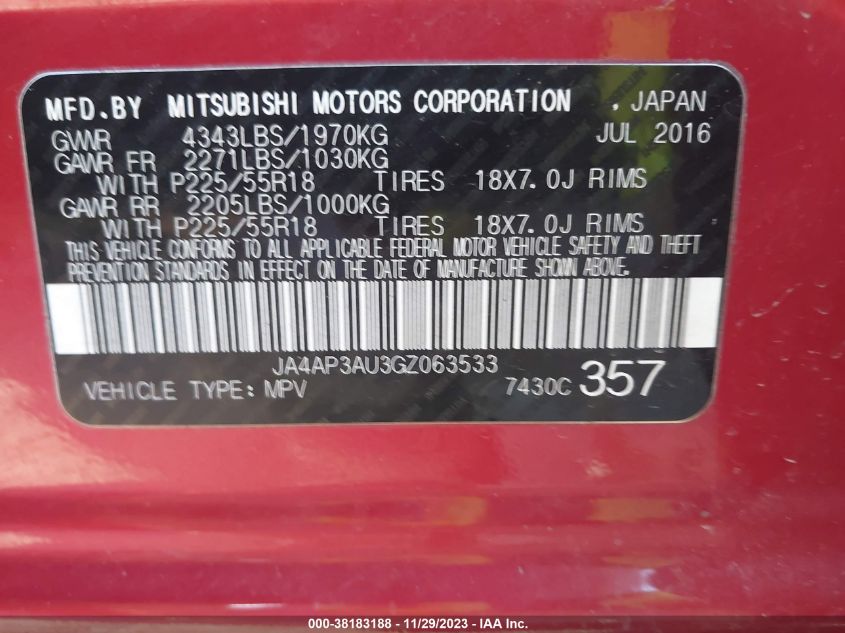 MFD.BY MITSUBISHI MOTORS CORPORATION . JAPAN
GVWR 4343LBS/1970KG JUL 2016
GAWR FR 2271LBS/1030KG
WITH P225/55R18 TIRES 18X7.0J RIMS
GAWR RR 2205LBS/1000KG
WITH P225/55R18 TIRES 18X7.0J RIMS
THIS VEHICLE CONFORMS TO ALL APPLICABLE FEDERAL MOTOR VEHICLE SAFETY AND THEFT
PREVENTION STANDARDS IN EFFECT ON THE DATE OF MANUFACTURE SHOWN ABOVE.
JA4AP3AU3GZ063533
VEHICLE TYPE: MPV 7430C 357
000-38183188 - 11/29/2023 - © IAA, Inc.